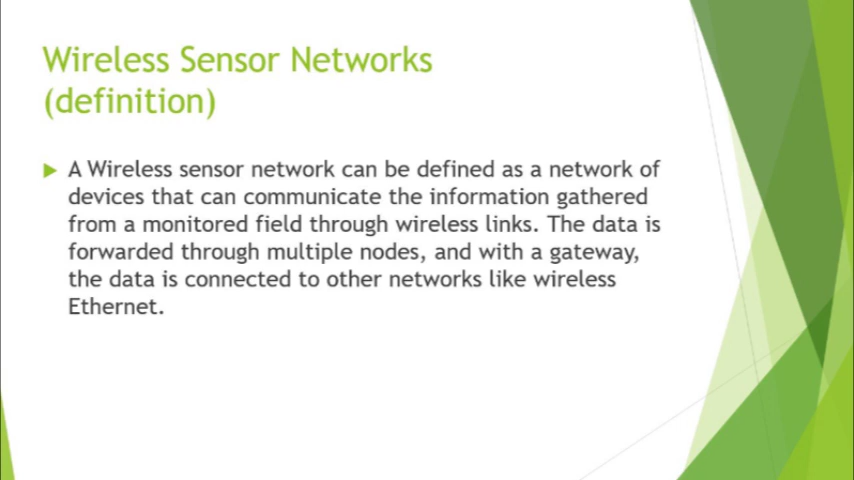 Wireless Sensor Networks
(definition)
A Wireless sensor network can be defined as a network of
devices that can communicate the information gathered
from a monitored field through wireless links. The data is
forwarded through multiple nodes, and with a gateway,
the data is connected to other networks like wireless
Ethernet.